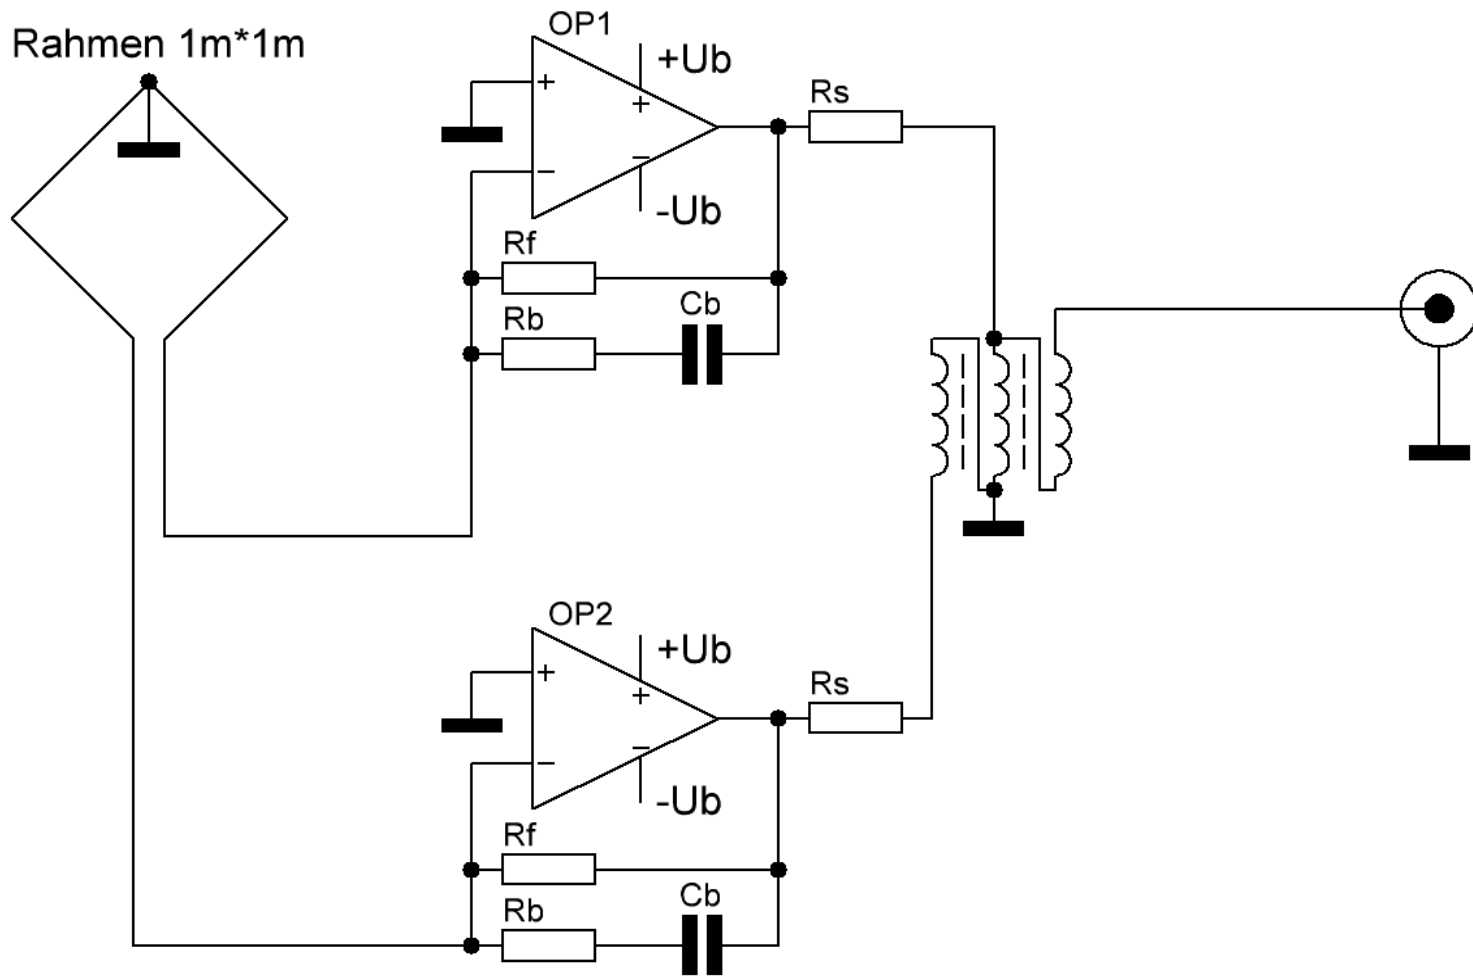 Rahmen 1m*1m
OP1
+Ub
+
+
−
−
-Ub
Rs
Rf
Rb
Cb
OP2
+Ub
+
+
−
−
-Ub
Rs
Rf
Rb
Cb